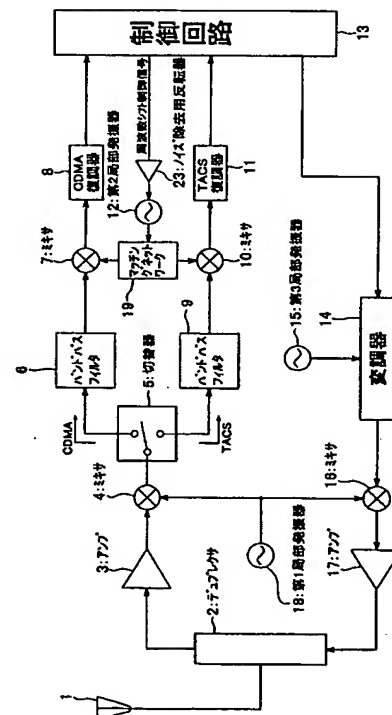 制御回路
13
8
CDMA
復調器
周波数シフト制御信号
23:ノイズ除去用反転器
12:第2局部発振器
TACS
復調器
11
7:ミキサ
マッチン
グネット
ワーク
19
10:ミキサ
6
バンドパス
フィルタ
9
バンドパス
フィルタ
15:第3局部発振器
14
変調器
CDMA
5:切替器
TACS
4:ミキサ
16:ミキサ
3:アンプ
18:第1局部発振器
17:アンプ
2:デュプレクサ
1